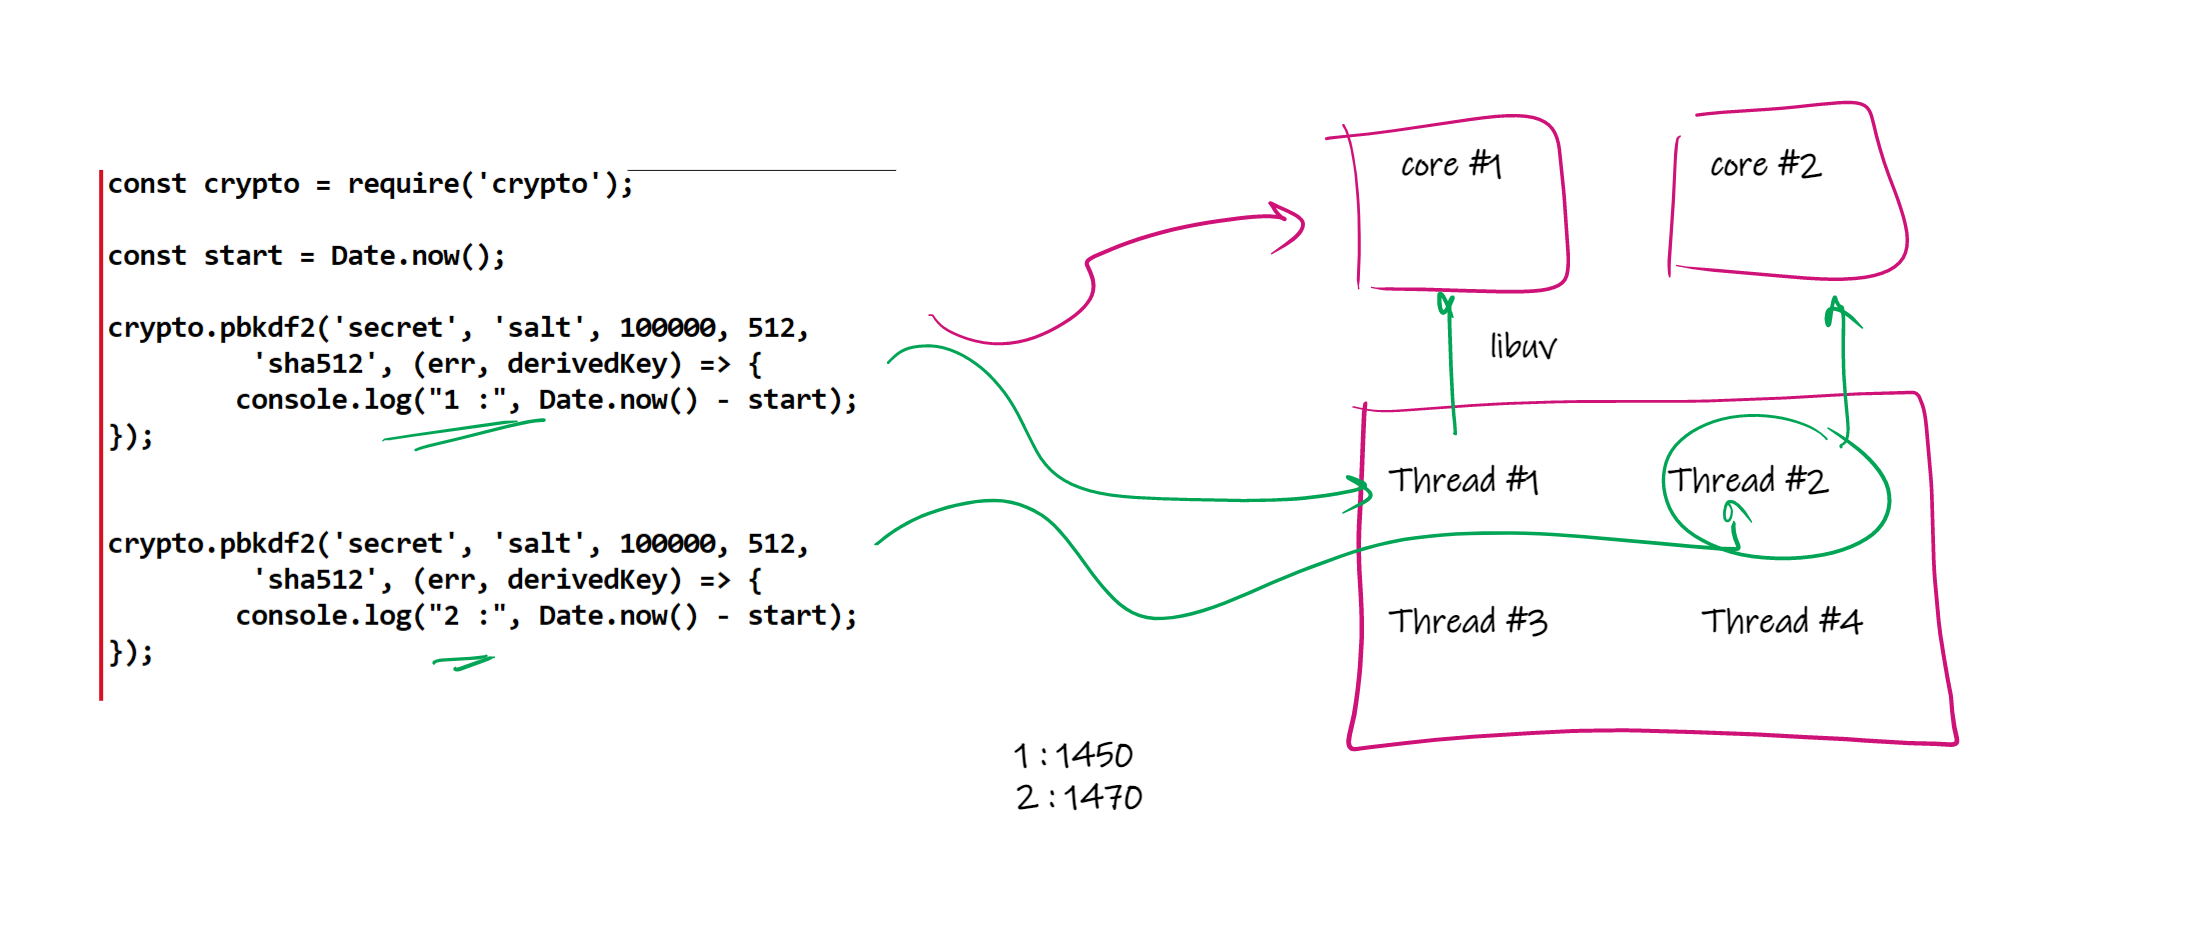 const crypto = require('crypto');
const start = Date.now();
crypto.pbkdf2('secret', 'salt', 100000, 512,
'sha512', (err, derivedKey) => {
console.log("1 :", Date.now() - start);
});
crypto.pbkdf2('secret', 'salt', 100000, 512,
'sha512', (err, derivedKey) => {
console.log("2 :", Date.now() - start);
});
1 : 1450
2 : 1470
core #1
core #2
libuv
Thread #1
Thread #2
Thread #3
Thread #4